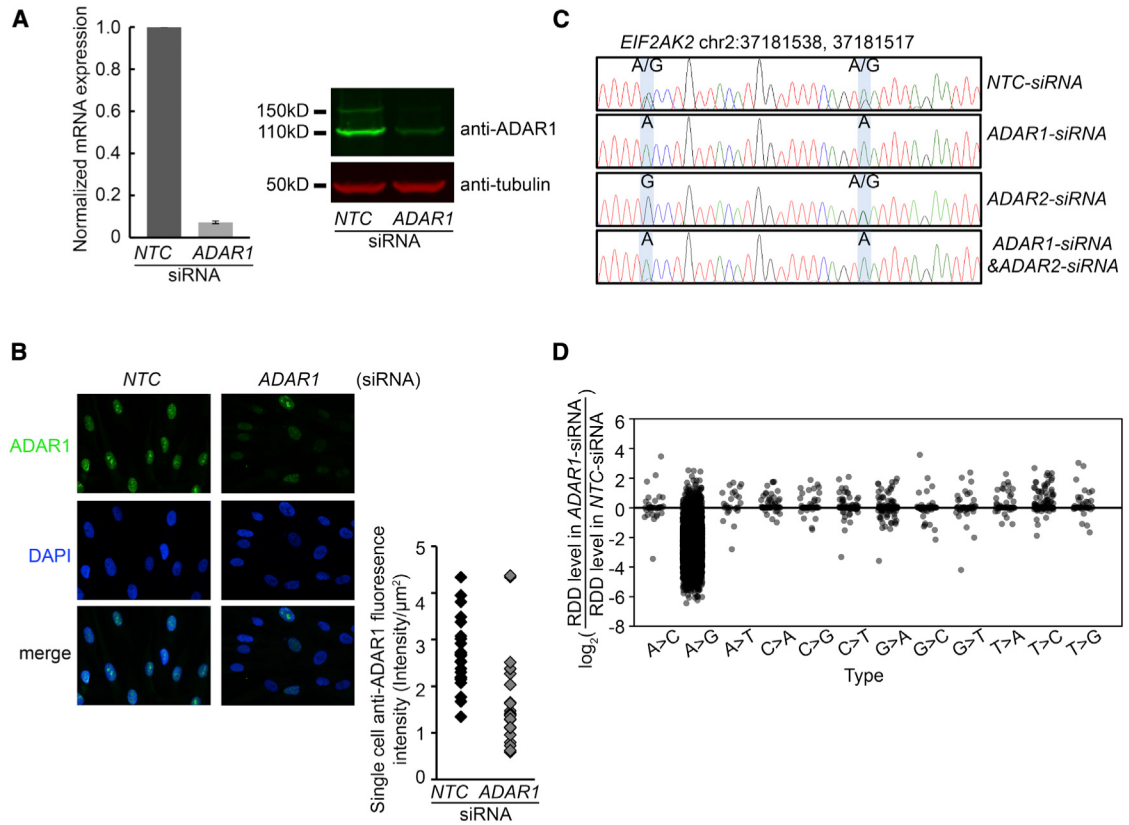 A
Normalized mRNA expression
1.0
0.8
0.6
0.4
0.2
0
NTC ADAR1
siRNA
150kD
110kD
50kD
anti-ADAR1
anti-tubulin
NTC ADAR1
siRNA
C
EIF2AK2 chr2:37181538, 37181517
A/G A/G
NTC-siRNA
A A
ADAR1-siRNA
G A/G
ADAR2-siRNA
A A
ADAR1-siRNA
&ADAR2-siRNA
B
NTC ADAR1 (siRNA)
ADAR1
DAPI
merge
Single cell anti-ADAR1 fluoresence
intensity (Intensity/µm²)
5
4
3
2
1
0
NTC ADAR1
siRNA
D
log₂(RDD level in ADAR1-siRNA
RDD level in NTC-siRNA)
6
4
2
0
-2
-4
-6
-8
A>C A>G A>T C>A C>G C>T G>A G>C G>T T>A T>C T>G
Type